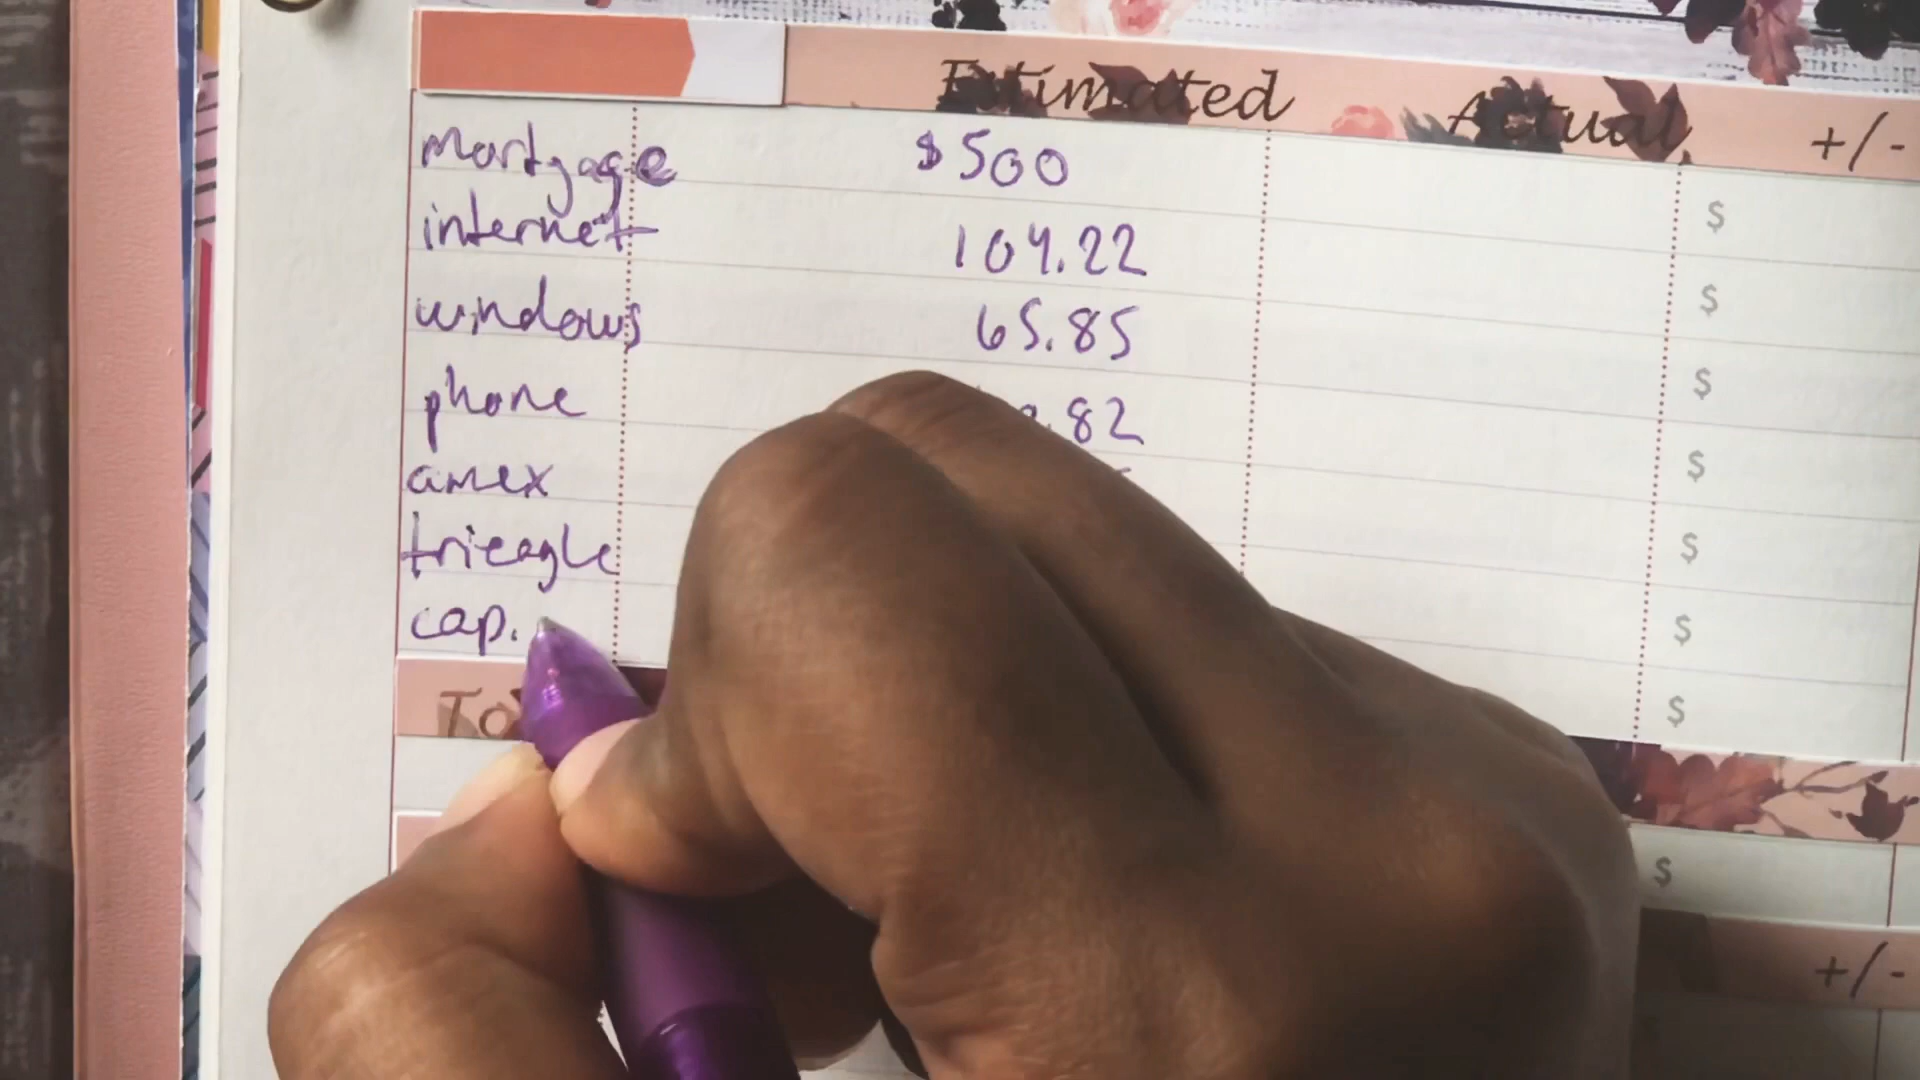 Estimated Actual +/-
mortgage $500 $
internet 104.22 $
windows 65.85 $
phone .82 $
amex $
trieagle $
cap. $
$
+/-